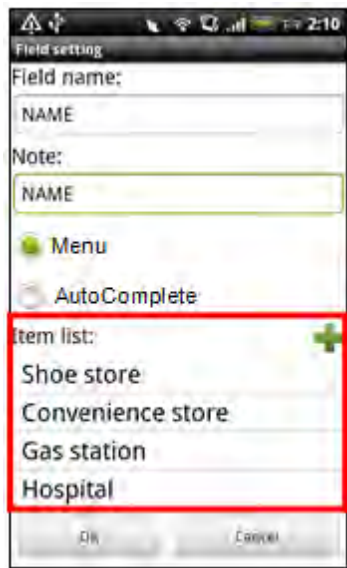 2:10
Field setting
Field name:
NAME
Note:
NAME
Menu
AutoComplete
Item list:
Shoe store
Convenience store
Gas station
Hospital
Ok
Cancel